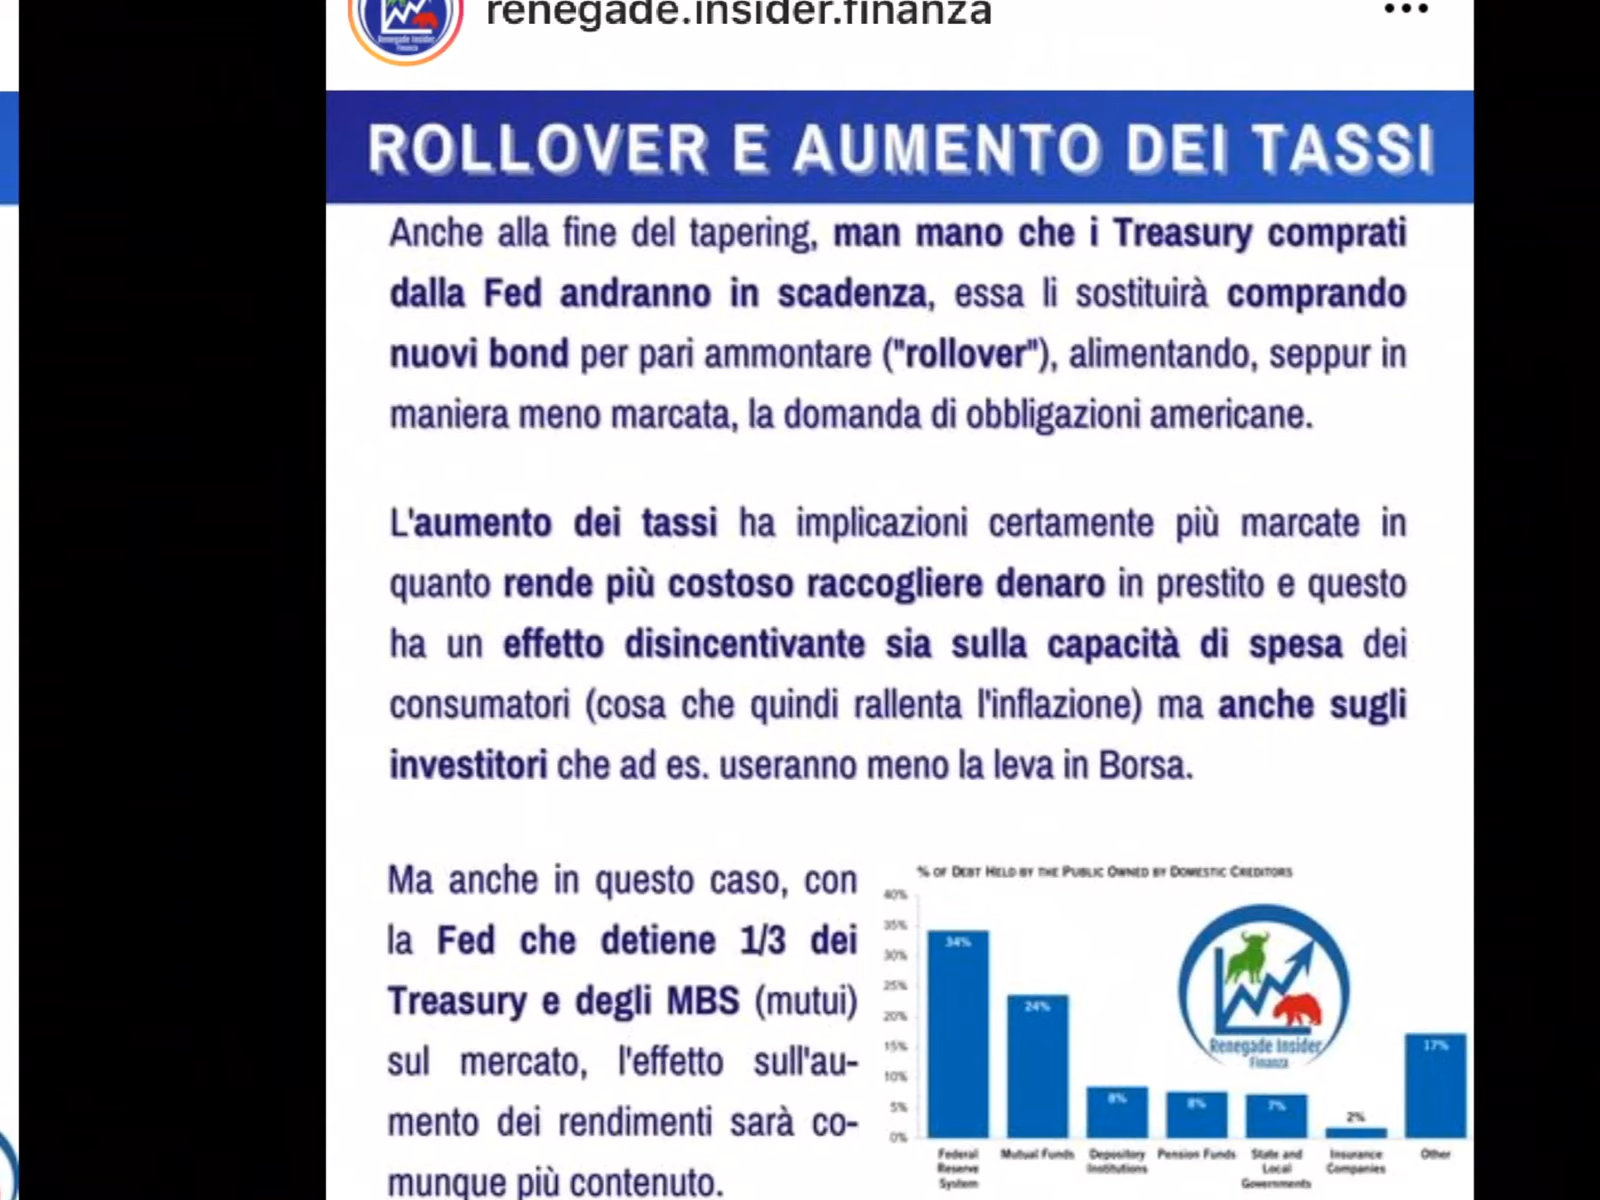 renegade.insider.finanza
Renegade Insider
Finanza
ROLLOVER E AUMENTO DEI TASSI
Anche alla fine del tapering, man mano che i Treasury comprati
dalla Fed andranno in scadenza, essa li sostituirà comprando
nuovi bond per pari ammontare ("rollover"), alimentando, seppur in
maniera meno marcata, la domanda di obbligazioni americane.
L'aumento dei tassi ha implicazioni certamente più marcate in
quanto rende più costoso raccogliere denaro in prestito e questo
ha un effetto disincentivante sia sulla capacità di spesa dei
consumatori (cosa che quindi rallenta l'inflazione) ma anche sugli
investitori che ad es. useranno meno la leva in Borsa.
Ma anche in questo caso, con
la Fed che detiene 1/3 dei
Treasury e degli MBS (mutui)
sul mercato, l'effetto sull'au-
mento dei rendimenti sarà co-
munque più contenuto.
% OF DEBT HELD BY THE PUBLIC OWNED BY DOMESTIC CREDITORS
40%
35%
30%
25%
20%
15%
10%
5%
0%
34%
24%
8%
8%
7%
2%
17%
Renegade Insider
Finanza
Federal
Reserve
System
Mutual Funds
Depository
Institutions
Pension Funds
State and
Local
Governments
Insurance
Companies
Other